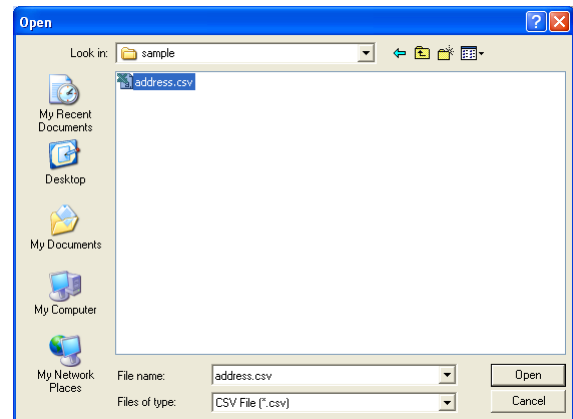 Open
Look in: sample
address.csv
My Recent
Documents
Desktop
My Documents
My Computer
My Network
Places
File name: address.csv Open
Files of type: CSV File (*.csv) Cancel